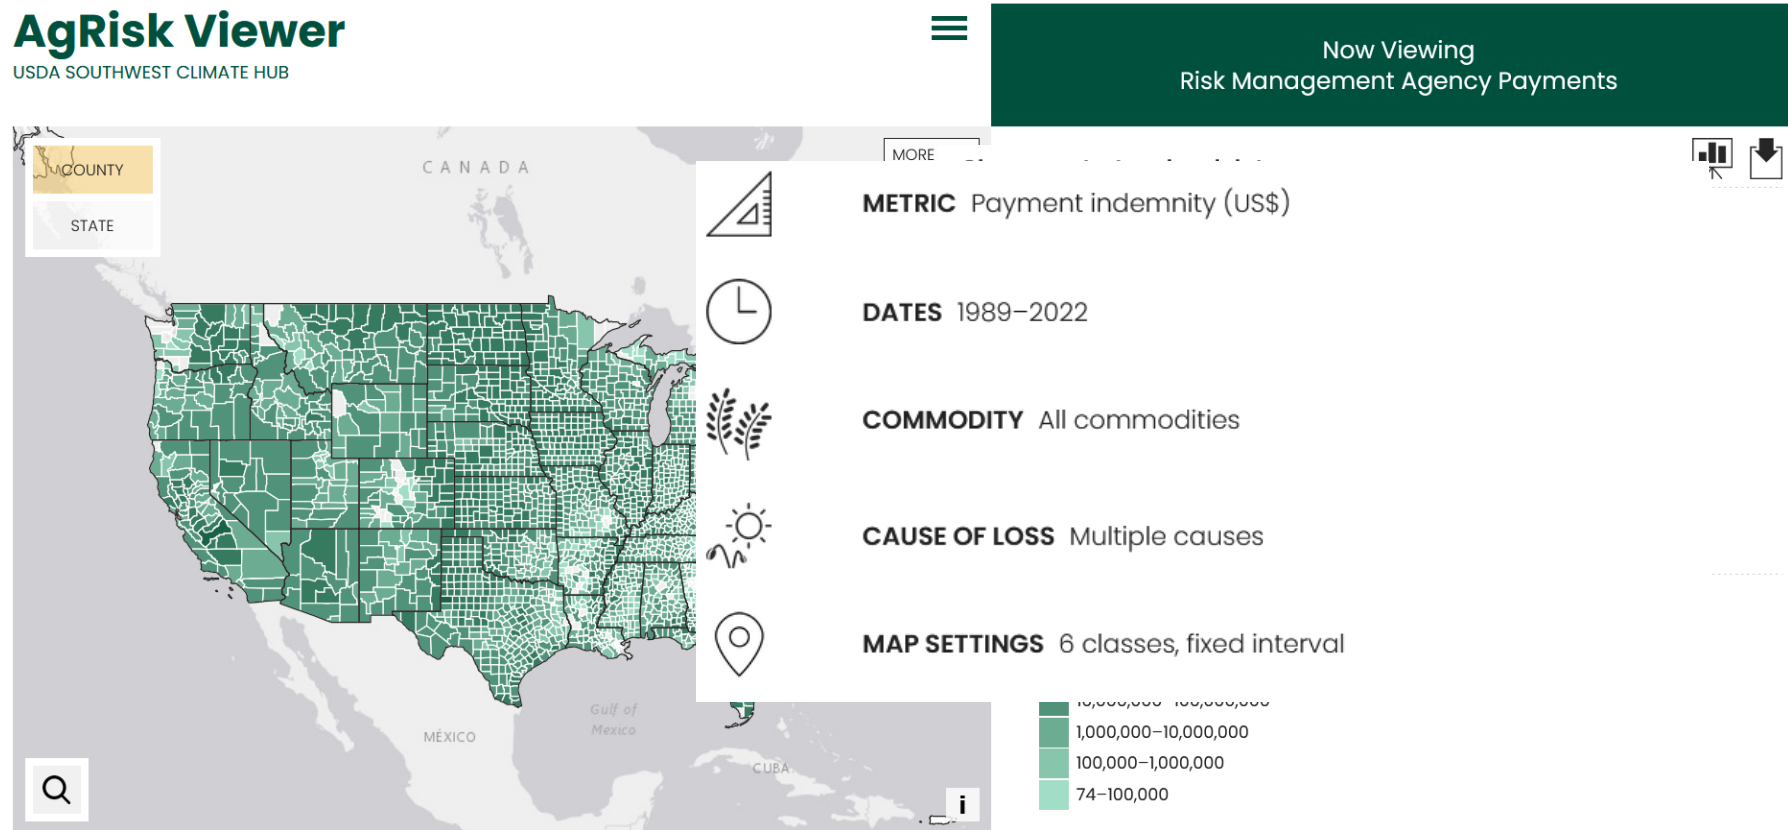 AgRisk Viewer
USDA SOUTHWEST CLIMATE HUB
Now Viewing
Risk Management Agency Payments
COUNTY
STATE
MORE
CANADA
METRIC Payment indemnity (US$)
DATES 1989–2022
COMMODITY All commodities
CAUSE OF LOSS Multiple causes
MAP SETTINGS 6 classes, fixed interval
1,000,000–10,000,000
100,000–1,000,000
74–100,000
Gulf of
Mexico
MÉXICO
CUBA
i